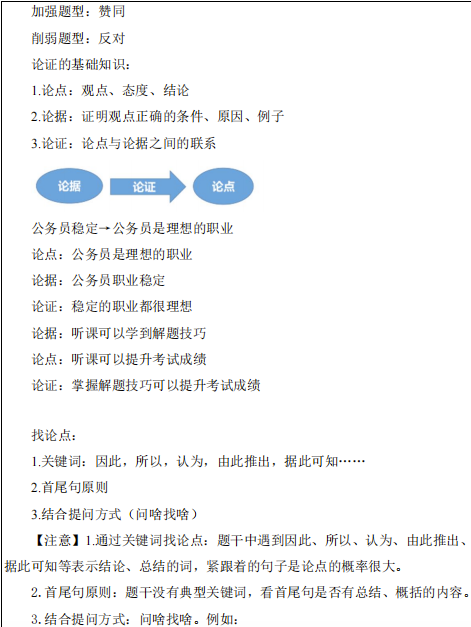 加强题型：赞同
削弱题型：反对
论证的基础知识：
1.论点：观点、态度、结论
2.论据：证明观点正确的条件、原因、例子
3.论证：论点与论据之间的联系
论据 论证 论点
公务员稳定→公务员是理想的职业
论点：公务员是理想的职业
论据：公务员职业稳定
论证：稳定的职业都很理想
论据：听课可以学到解题技巧
论点：听课可以提升考试成绩
论证：掌握解题技巧可以提升考试成绩
找论点：
1.关键词：因此，所以，认为，由此推出，据此可知……
2.首尾句原则
3.结合提问方式（问啥找啥）
【注意】1.通过关键词找论点：题干中遇到因此、所以、认为、由此推出、
据此可知等表示结论、总结的词，紧跟着的句子是论点的概率很大。
2.首尾句原则：题干没有典型关键词，看首尾句是否有总结、概括的内容。
3.结合提问方式：问啥找啥。例如：